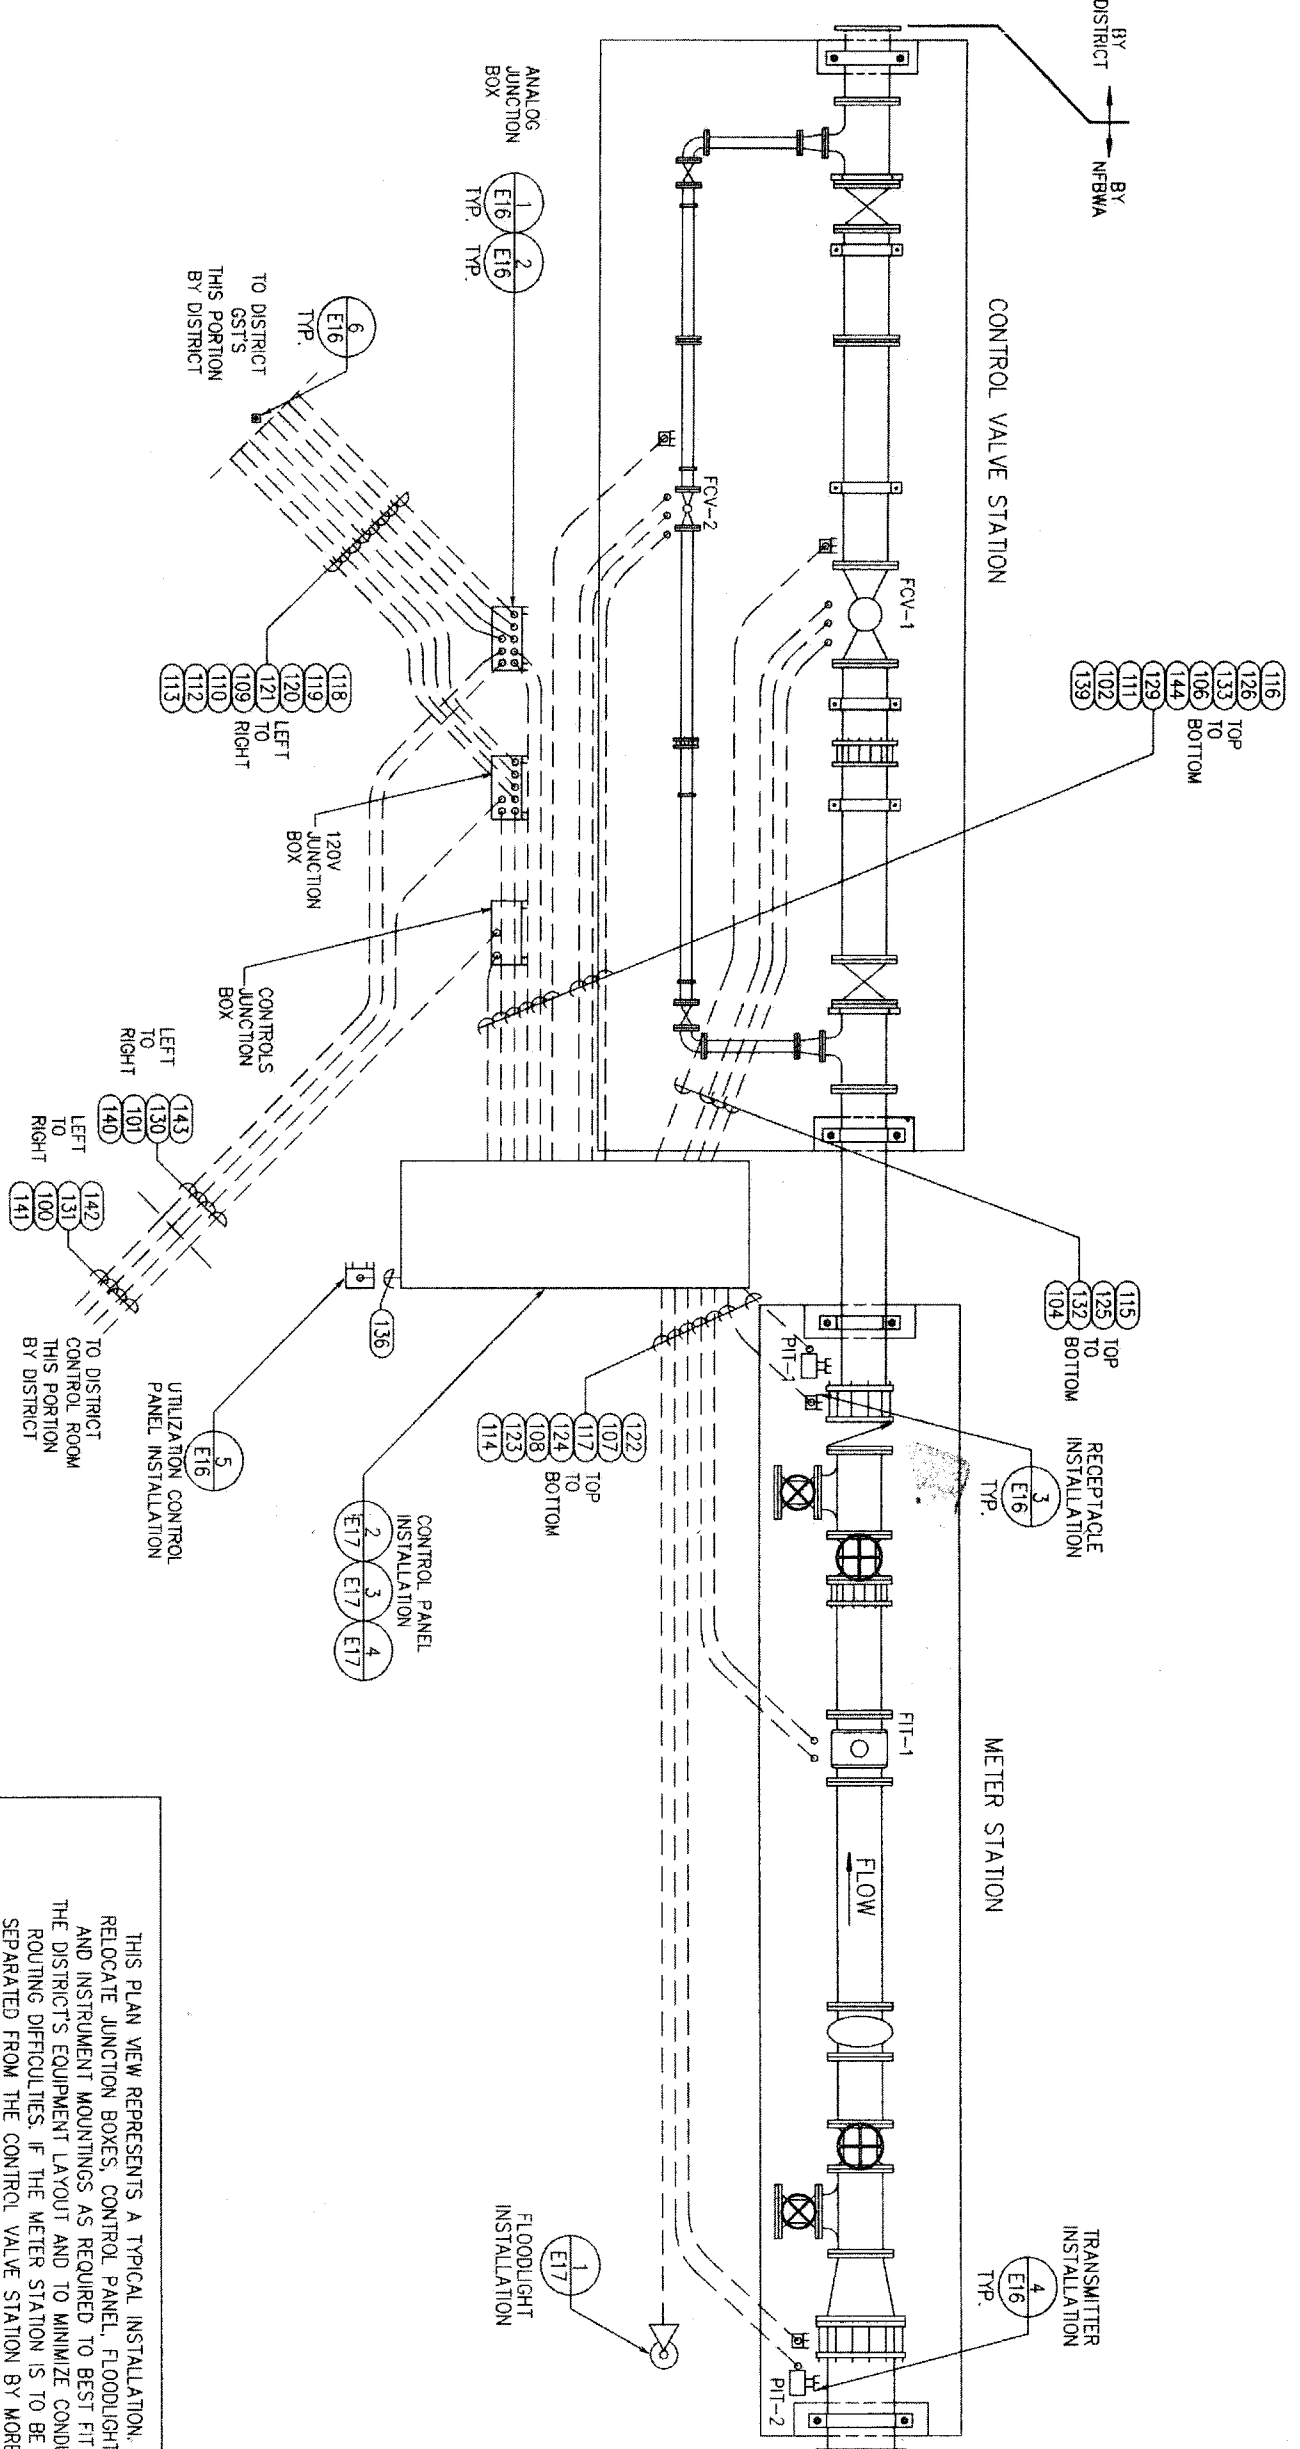 BY
DISTRICT
BY
NFBWA
CONTROL VALVE STATION
METER STATION
116
126
133
106
144
129
111
102
139
TOP
TO
BOTTOM
115
125
132
104
TOP
TO
BOTTOM
RECEPTACLE
INSTALLATION
3
E16
TYP.
TRANSMITTER
INSTALLATION
4
E16
TYP.
FCV-1
FIT-1
FLOW
FCV-2
PIT-1
PIT-2
ANALOG
JUNCTION
BOX
1
E16
TYP.
2
E16
TYP.
6
E16
TYP.
TO DISTRICT
GST'S
THIS PORTION
BY DISTRICT
118
119
120
121
109
110
112
113
LEFT
TO
RIGHT
120V
JUNCTION
BOX
CONTROLS
JUNCTION
BOX
143
130
101
140
LEFT
TO
RIGHT
142
131
100
141
LEFT
TO
RIGHT
136
122
107
117
124
108
123
114
TOP
TO
BOTTOM
CONTROL PANEL
INSTALLATION
2
E17
3
E17
4
E17
UTILIZATION CONTROL
PANEL INSTALLATION
5
E16
TO DISTRICT
CONTROL ROOM
THIS PORTION
BY DISTRICT
FLOODLIGHT
INSTALLATION
1
E17
THIS PLAN VIEW REPRESENTS A TYPICAL INSTALLATION.
RELOCATE JUNCTION BOXES, CONTROL PANEL, FLOODLIGHT
AND INSTRUMENT MOUNTINGS AS REQUIRED TO BEST FIT
THE DISTRICT'S EQUIPMENT LAYOUT AND TO MINIMIZE
ROUTING DIFFICULTIES. IF THE METER STATION IS TO BE
SEPARATED FROM THE CONTROL VALVE STATION BY MORE